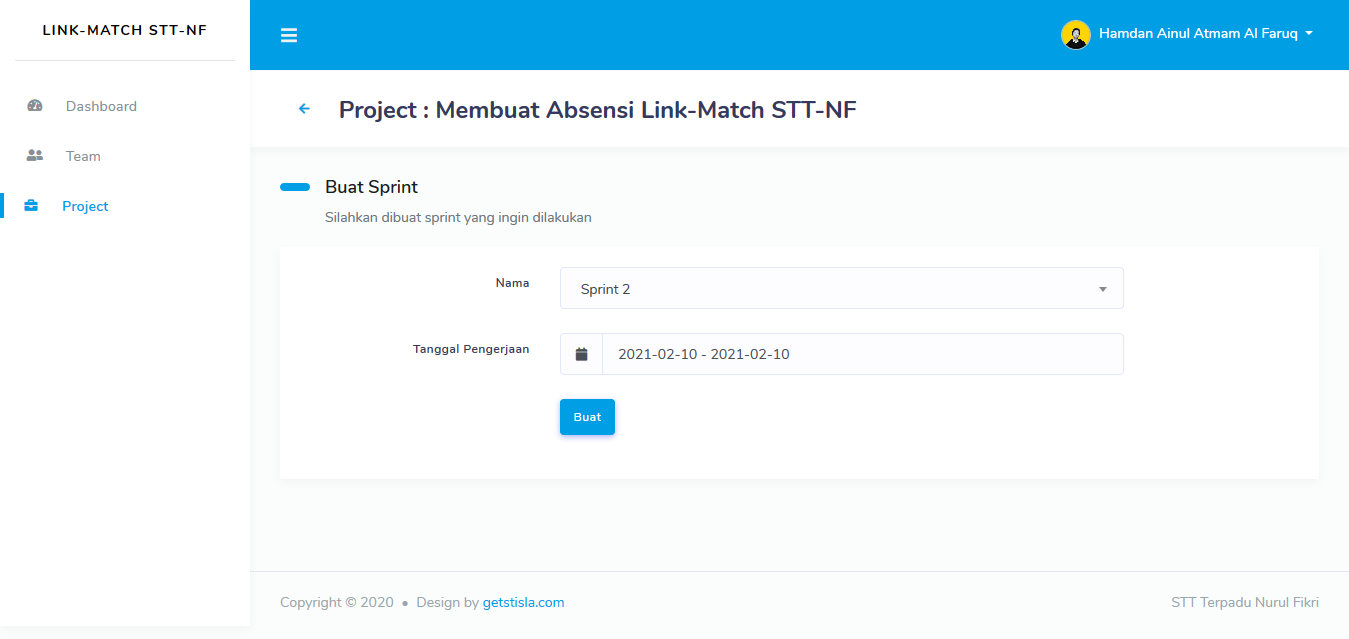 LINK-MATCH STT-NF
Hamdan Ainul Atmam Al Faruq
Dashboard
Team
Project
Project : Membuat Absensi Link-Match STT-NF
Buat Sprint
Silahkan dibuat sprint yang ingin dilakukan
Nama
Sprint 2
Tanggal Pengerjaan
2021-02-10 - 2021-02-10
Buat
Copyright © 2020 • Design by getstisla.com
STT Terpadu Nurul Fikri